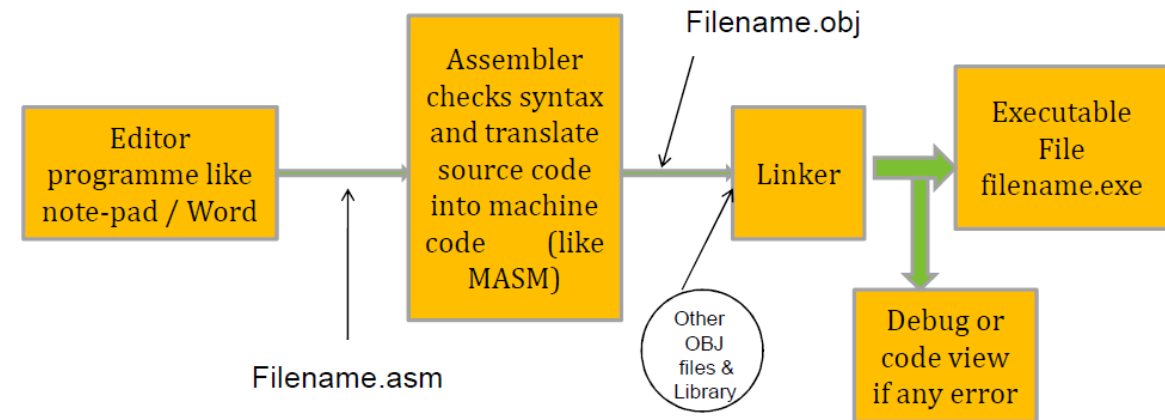 Editor
programme like
note-pad / Word
Filename.asm
Assembler
checks syntax
and translate
source code
into machine
code (like
MASM)
Filename.obj
Other
OBJ
files &
Library
Linker
Executable
File
filename.exe
Debug or
code view
if any error